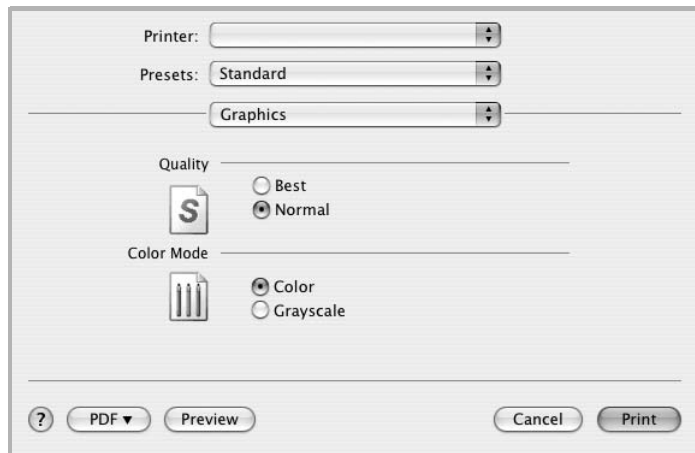 Printer:
Presets: Standard
Graphics
Quality
Best
S
Normal
Color Mode
Color
Grayscale
? PDF ▼ Preview Cancel Print